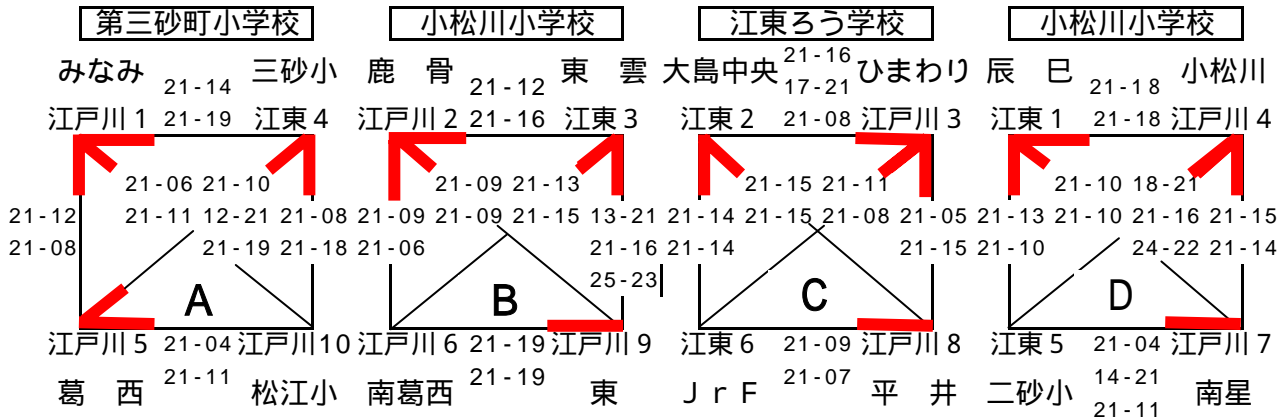 第三砂町小学校 小松川小学校 江東ろう学校 小松川小学校
みなみ 21-14 三砂小 鹿 骨 21-12 東 雲 大島中央 21-16 ひまわり 辰 巳 21-18 小松川
17-21
江戸川1 21-19 江東4 江戸川2 21-16 江東3 江東2 21-08 江戸川3 江東1 21-18 江戸川4
21-06 21-10 21-09 21-13 21-15 21-11 21-10 18-21
21-12 21-11 12-21 21-08 21-09 21-09 21-15 13-21 21-14 21-15 21-08 21-05 21-13 21-10 21-16 21-15
21-08 21-19 21-18 21-06 21-16 21-14 21-15 21-10 24-22 21-14
25-23
A B C D
江戸川5 21-04 江戸川10 江戸川6 21-19 江戸川9 江東6 21-09 江戸川8 江東5 21-04 江戸川7
葛 西 21-11 松江小 南葛西 21-19 東 JrF 21-07 平 井 二砂小 14-21 南星
21-11